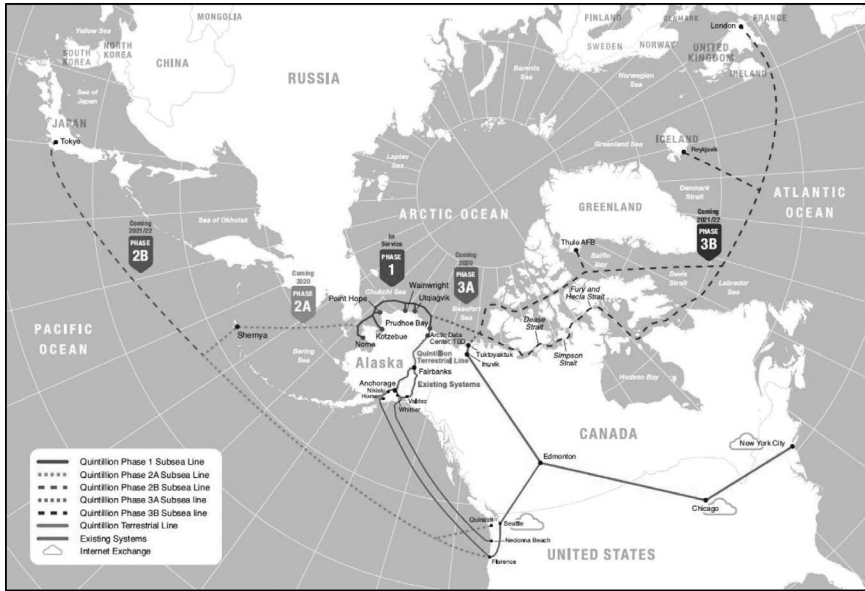 MONGOLIA
Yellow Sea
NORTH
KOREA
SOUTH
KOREA
CHINA
RUSSIA
Sea of
Japan
JAPAN
Tokyo
Sea of Okhotsk
Laptev
Sea
Barents
Sea
FINLAND
SWEDEN
NORWAY
DENMARK
London
FRANCE
UNITED
KINGDOM
IRELAND
Norwegian
Sea
Greenland Sea
ICELAND
Reykjavik
Denmark
Strait
ATLANTIC
OCEAN
ARCTIC OCEAN
GREENLAND
Coming
2021/22
PHASE
2B
Coming
2020
PHASE
2A
In
Service
PHASE
1
Coming
2020
PHASE
3A
Coming
2021/22
PHASE
3B
Thule AFB
Baffin
Bay
Davis
Strait
Labrador
Sea
Fury and
Hecla Strait
Dease
Strait
Simpson
Strait
Hudson Bay
Chukchi Sea
Beaufort
Sea
Wainwright
Utqiagvik
Point Hope
Prudhoe Bay
Kotzebue
Nome
Arctic Data
Center: TBD
Tuktoyaktuk
Inuvik
PACIFIC
OCEAN
Shemya
Bering
Sea
Alaska
Quintillion
Terrestrial Line
Fairbanks
Existing Systems
Anchorage
Nikiski
Homer
Valdez
Whittier
CANADA
Edmonton
New York City
Chicago
Quinault
Seattle
Nedonna Beach
Florence
UNITED STATES
Quintillion Phase 1 Subsea Line
Quintillion Phase 2A Subsea Line
Quintillion Phase 2B Subsea Line
Quintillion Phase 3A Subsea line
Quintillion Phase 3B Subsea line
Quintillion Terrestrial Line
Existing Systems
Internet Exchange